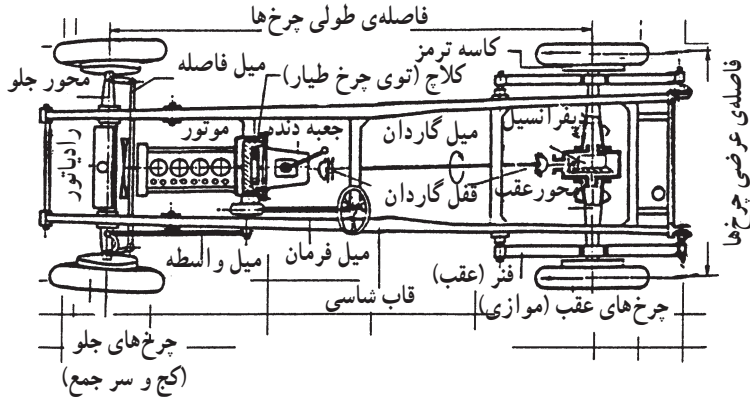 فاصله‌ی طولی چرخ‌ها
کاسه ترمز
میل فاصله
محور جلو
کلاچ (توی چرخ طیار)
فاصله‌ی عرضی چرخ‌ها
دیفرانسیل
میل گاردان
جعبه دنده
موتور
رادیاتور
محور عقب
قفل گاردان
میل فرمان
میل واسطه
فنر (عقب)
قاب شاسی
چرخ‌های عقب (موازی)
چرخ‌های جلو
(کج و سر جمع)